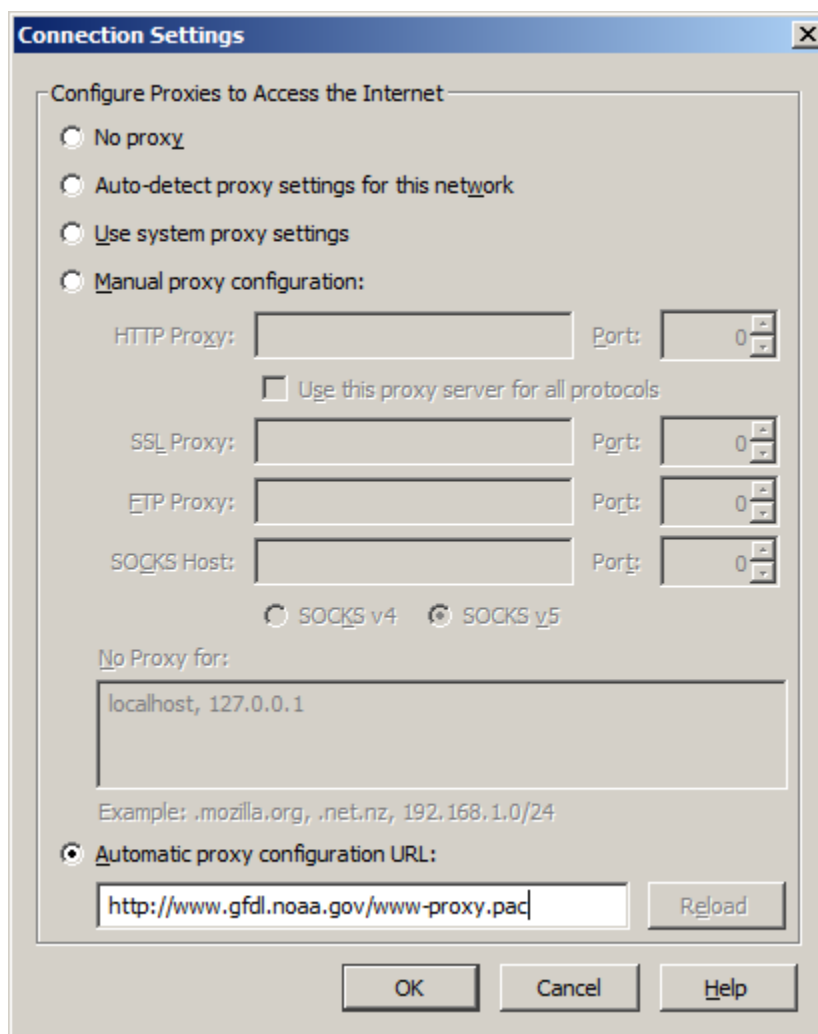 Connection Settings
Configure Proxies to Access the Internet
No proxy
Auto-detect proxy settings for this network
Use system proxy settings
Manual proxy configuration:
HTTP Proxy: Port: 0
Use this proxy server for all protocols
SSL Proxy: Port: 0
FTP Proxy: Port: 0
SOCKS Host: Port: 0
SOCKS v4 SOCKS v5
No Proxy for:
localhost, 127.0.0.1
Example: .mozilla.org, .net.nz, 192.168.1.0/24
Automatic proxy configuration URL:
http://www.gfdl.noaa.gov/www-proxy.pac Reload
OK Cancel Help